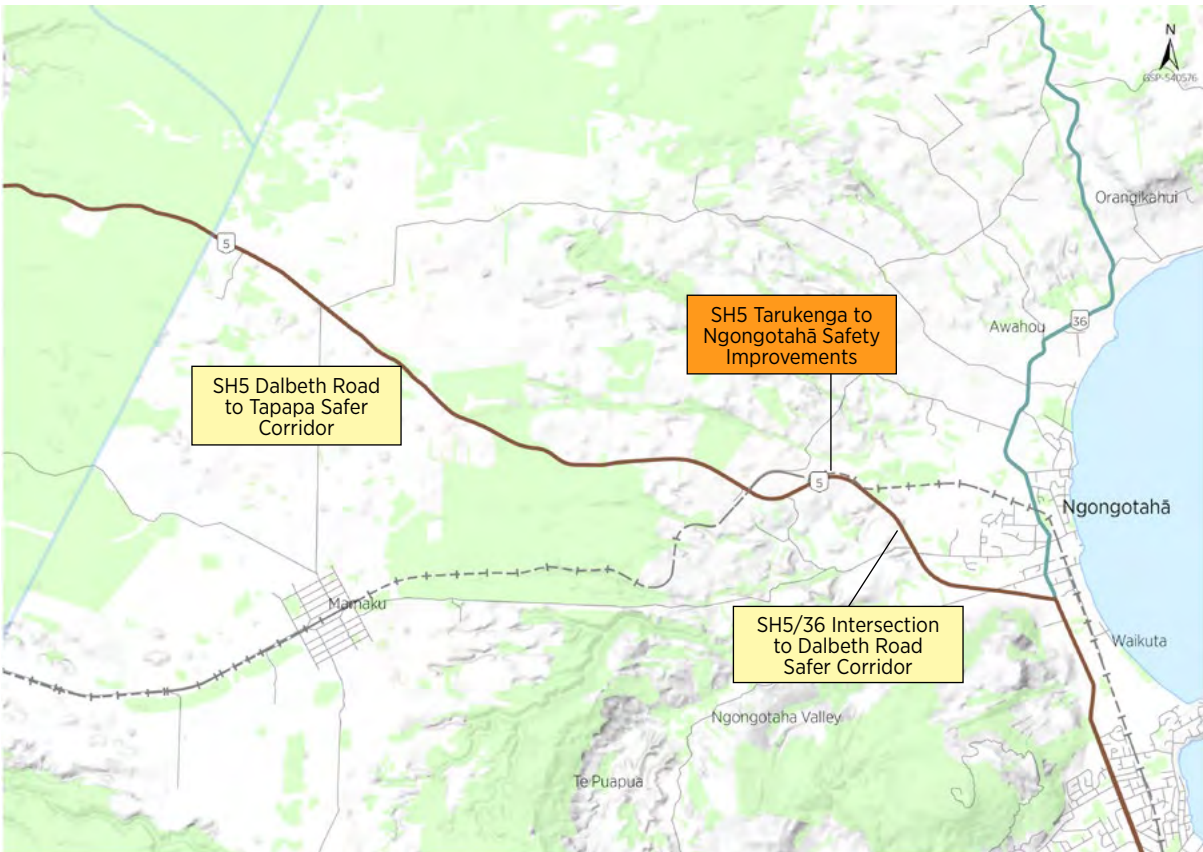 N
GSP-540576
Orangikahui
5
SH5 Tarukenga to
Ngongotahā Safety
Improvements
Awahou
36
SH5 Dalbeth Road
to Tapapa Safer
Corridor
5
Ngongotahā
Mamaku
SH5/36 Intersection
to Dalbeth Road
Safer Corridor
Waikuta
Ngongotaha Valley
Te Puapua